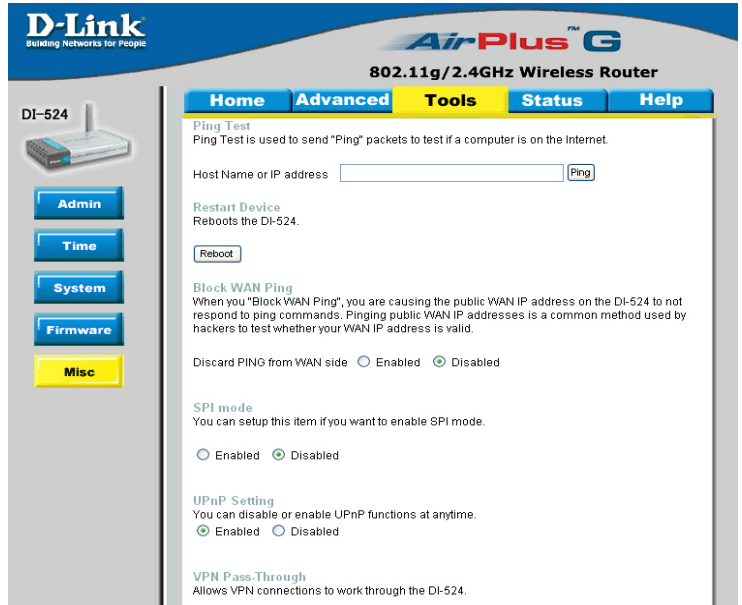 D-Link
Building Networks for People
AirPlus G
TM
802.11g/2.4GHz Wireless Router
DI-524
Home Advanced Tools Status Help
Admin
Time
System
Firmware
Misc
Ping Test
Ping Test is used to send "Ping" packets to test if a computer is on the Internet.
Host Name or IP address Ping
Restart Device
Reboots the DI-524.
Reboot
Block WAN Ping
When you "Block WAN Ping", you are causing the public WAN IP address on the DI-524 to not
respond to ping commands. Pinging public WAN IP addresses is a common method used by
hackers to test whether your WAN IP address is valid.
Discard PING from WAN side Enabled Disabled
SPI mode
You can setup this item if you want to enable SPI mode.
Enabled Disabled
UPnP Setting
You can disable or enable UPnP functions at anytime.
Enabled Disabled
VPN Pass-Through
Allows VPN connections to work through the DI-524.